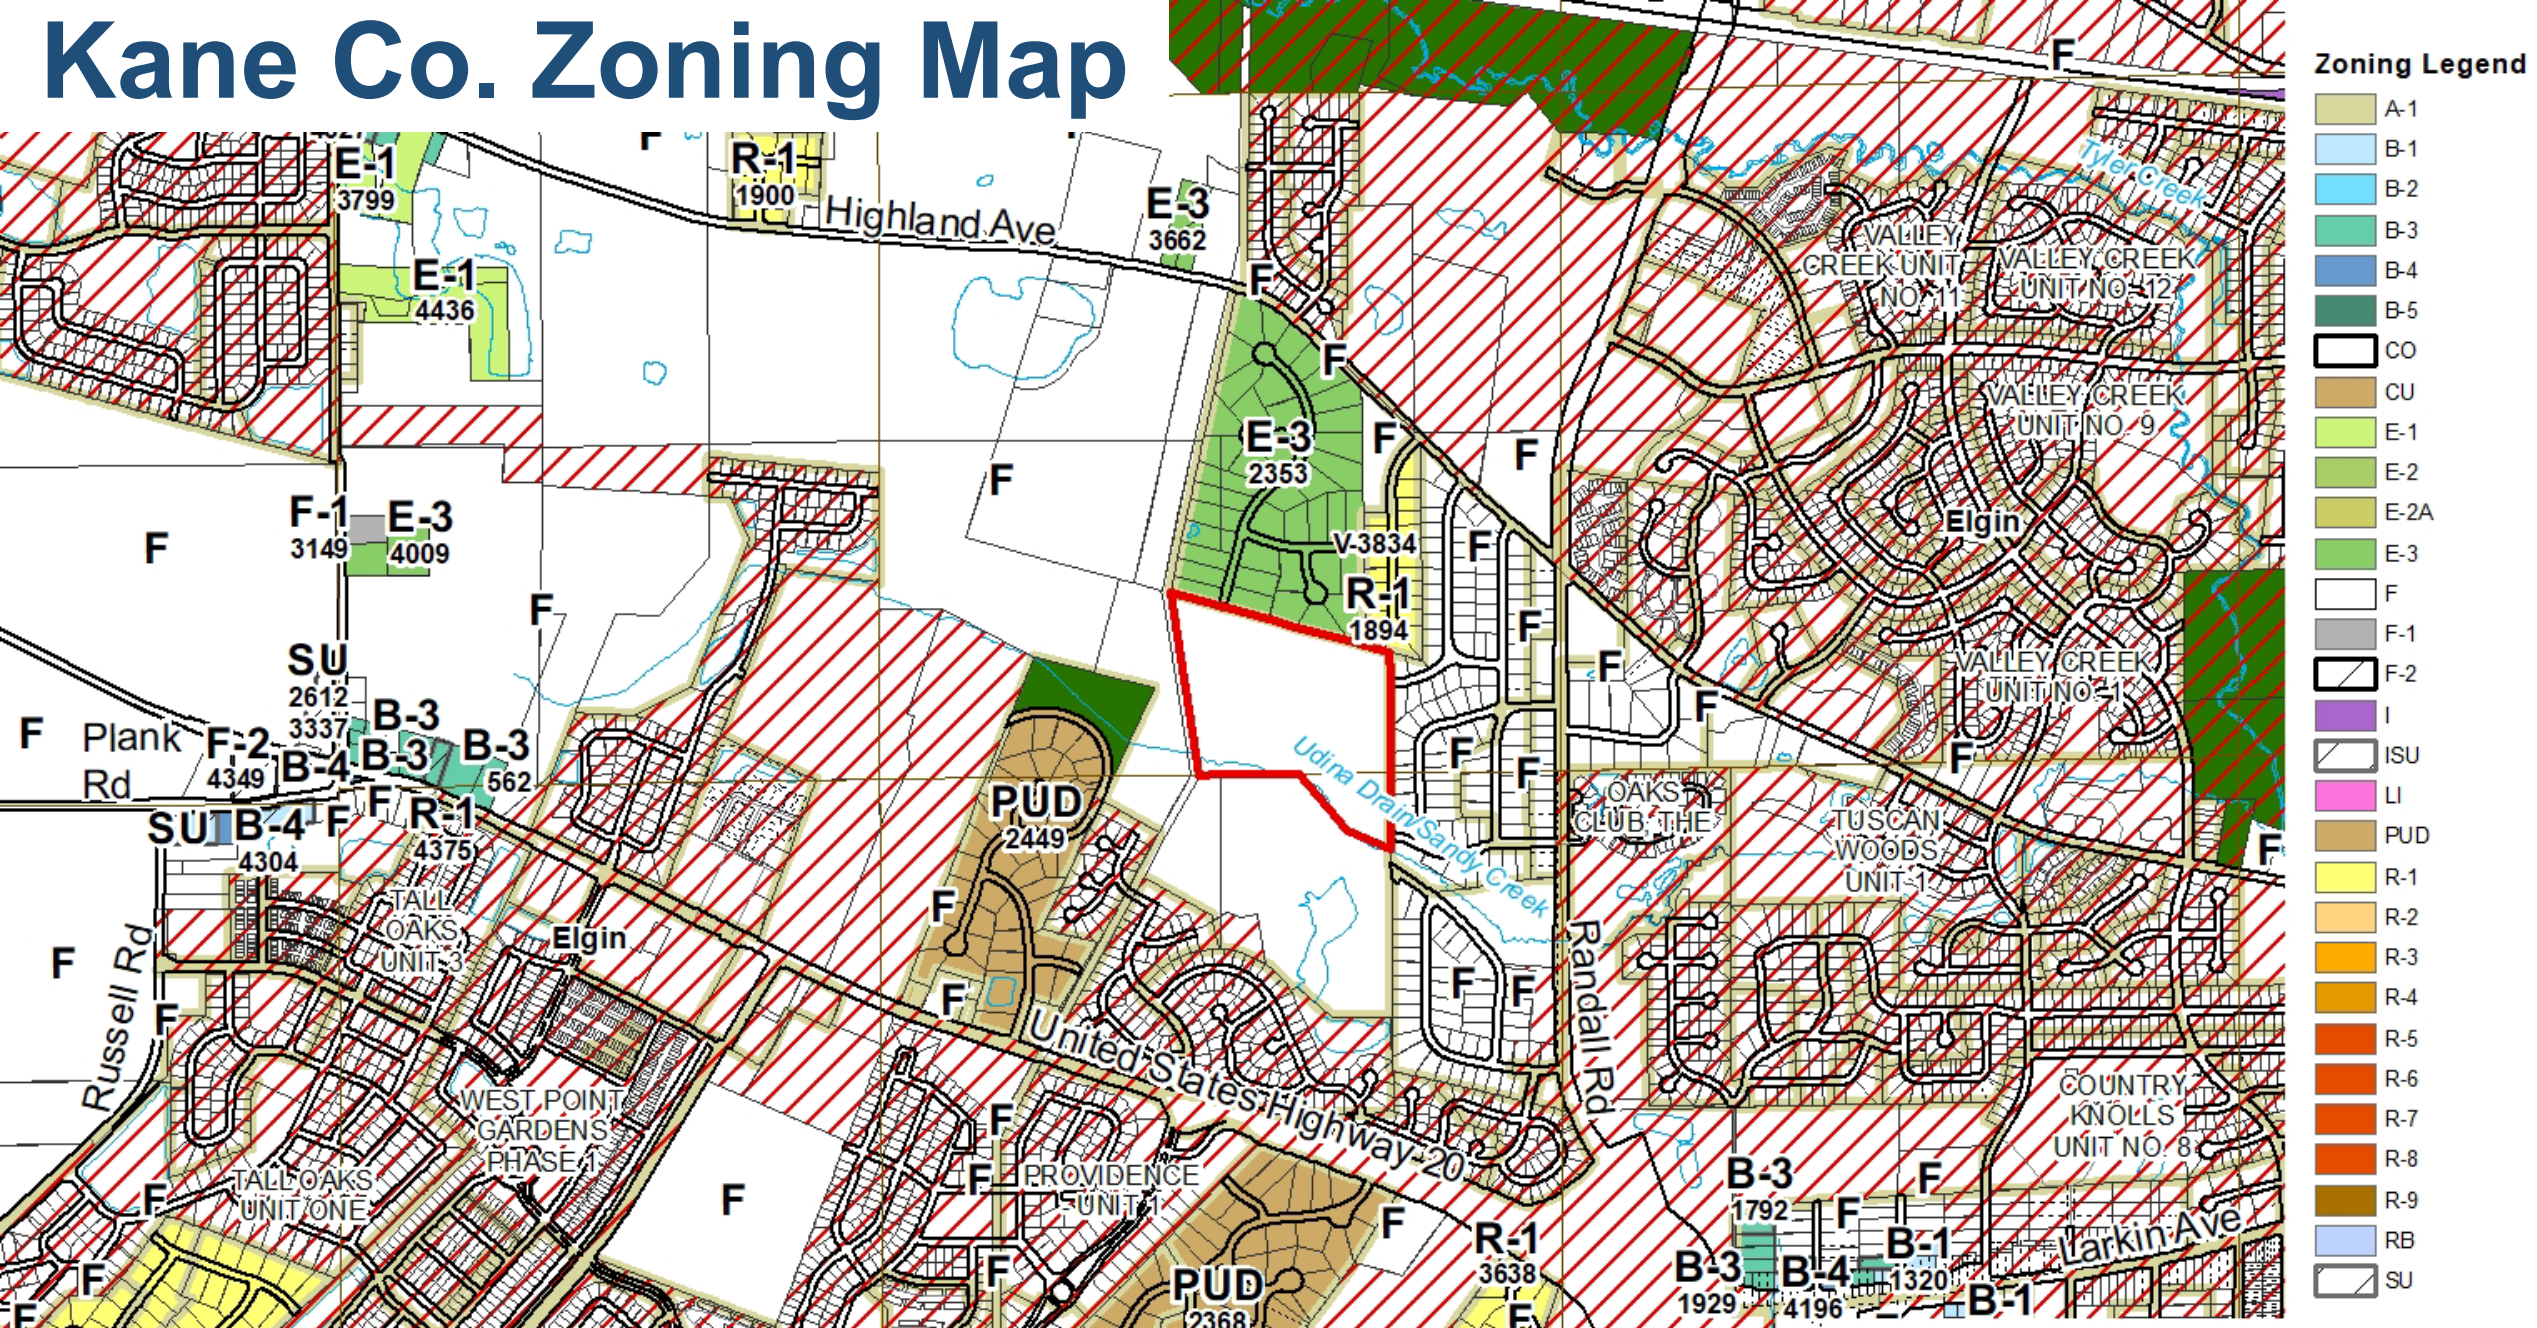 Kane Co. Zoning Map
F
Zoning Legend
A-1
B-1
B-2
B-3
B-4
B-5
CO
CU
E-1
E-2
E-2A
E-3
F
F-1
F-2
I
ISU
LI
PUD
R-1
R-2
R-3
R-4
R-5
R-6
R-7
R-8
R-9
RB
SU
E-1
3799
F
R-1
1900
Highland Ave
E-3
3662
Tyler Creek
E-1
4436
F
F
VALLEY
CREEK UNIT
NO. 11
VALLEY CREEK
UNIT NO. 12
VALLEY CREEK
UNIT NO. 9
E-3
2353
F
F
F
F
F-1
3149
E-3
4009
F
V-3834
R-1
1894
F
Elgin
F
F
F
F
VALLEY CREEK
UNIT NO. 1
F
SU
2612
3337
F
Plank
Rd
F-2
4349
B-4
B-3
B-3
B-3
562
F
F
R-1
4375
SU
B-4
4304
PUD
2449
Udina Drain/Sandy Creek
F
F
OAKS
CLUB, THE
TUSCAN
WOODS
UNIT 1
F
TALL
OAKS
UNIT 3
Elgin
F
F
Russell Rd
F
F
F
F
Randall Rd
United States Highway 20
WEST POINT
GARDENS
PHASE 1
TALL OAKS
UNIT ONE
F
F
F
F
F
PROVIDENCE
UNIT 1
F
COUNTRY
KNOLLS
UNIT NO. 8
B-3
1792
F
F
F
R-1
3638
F
PUD
2368
B-3
1929
B-4
4196
B-1
1320
B-1
Larkin Ave
F
F